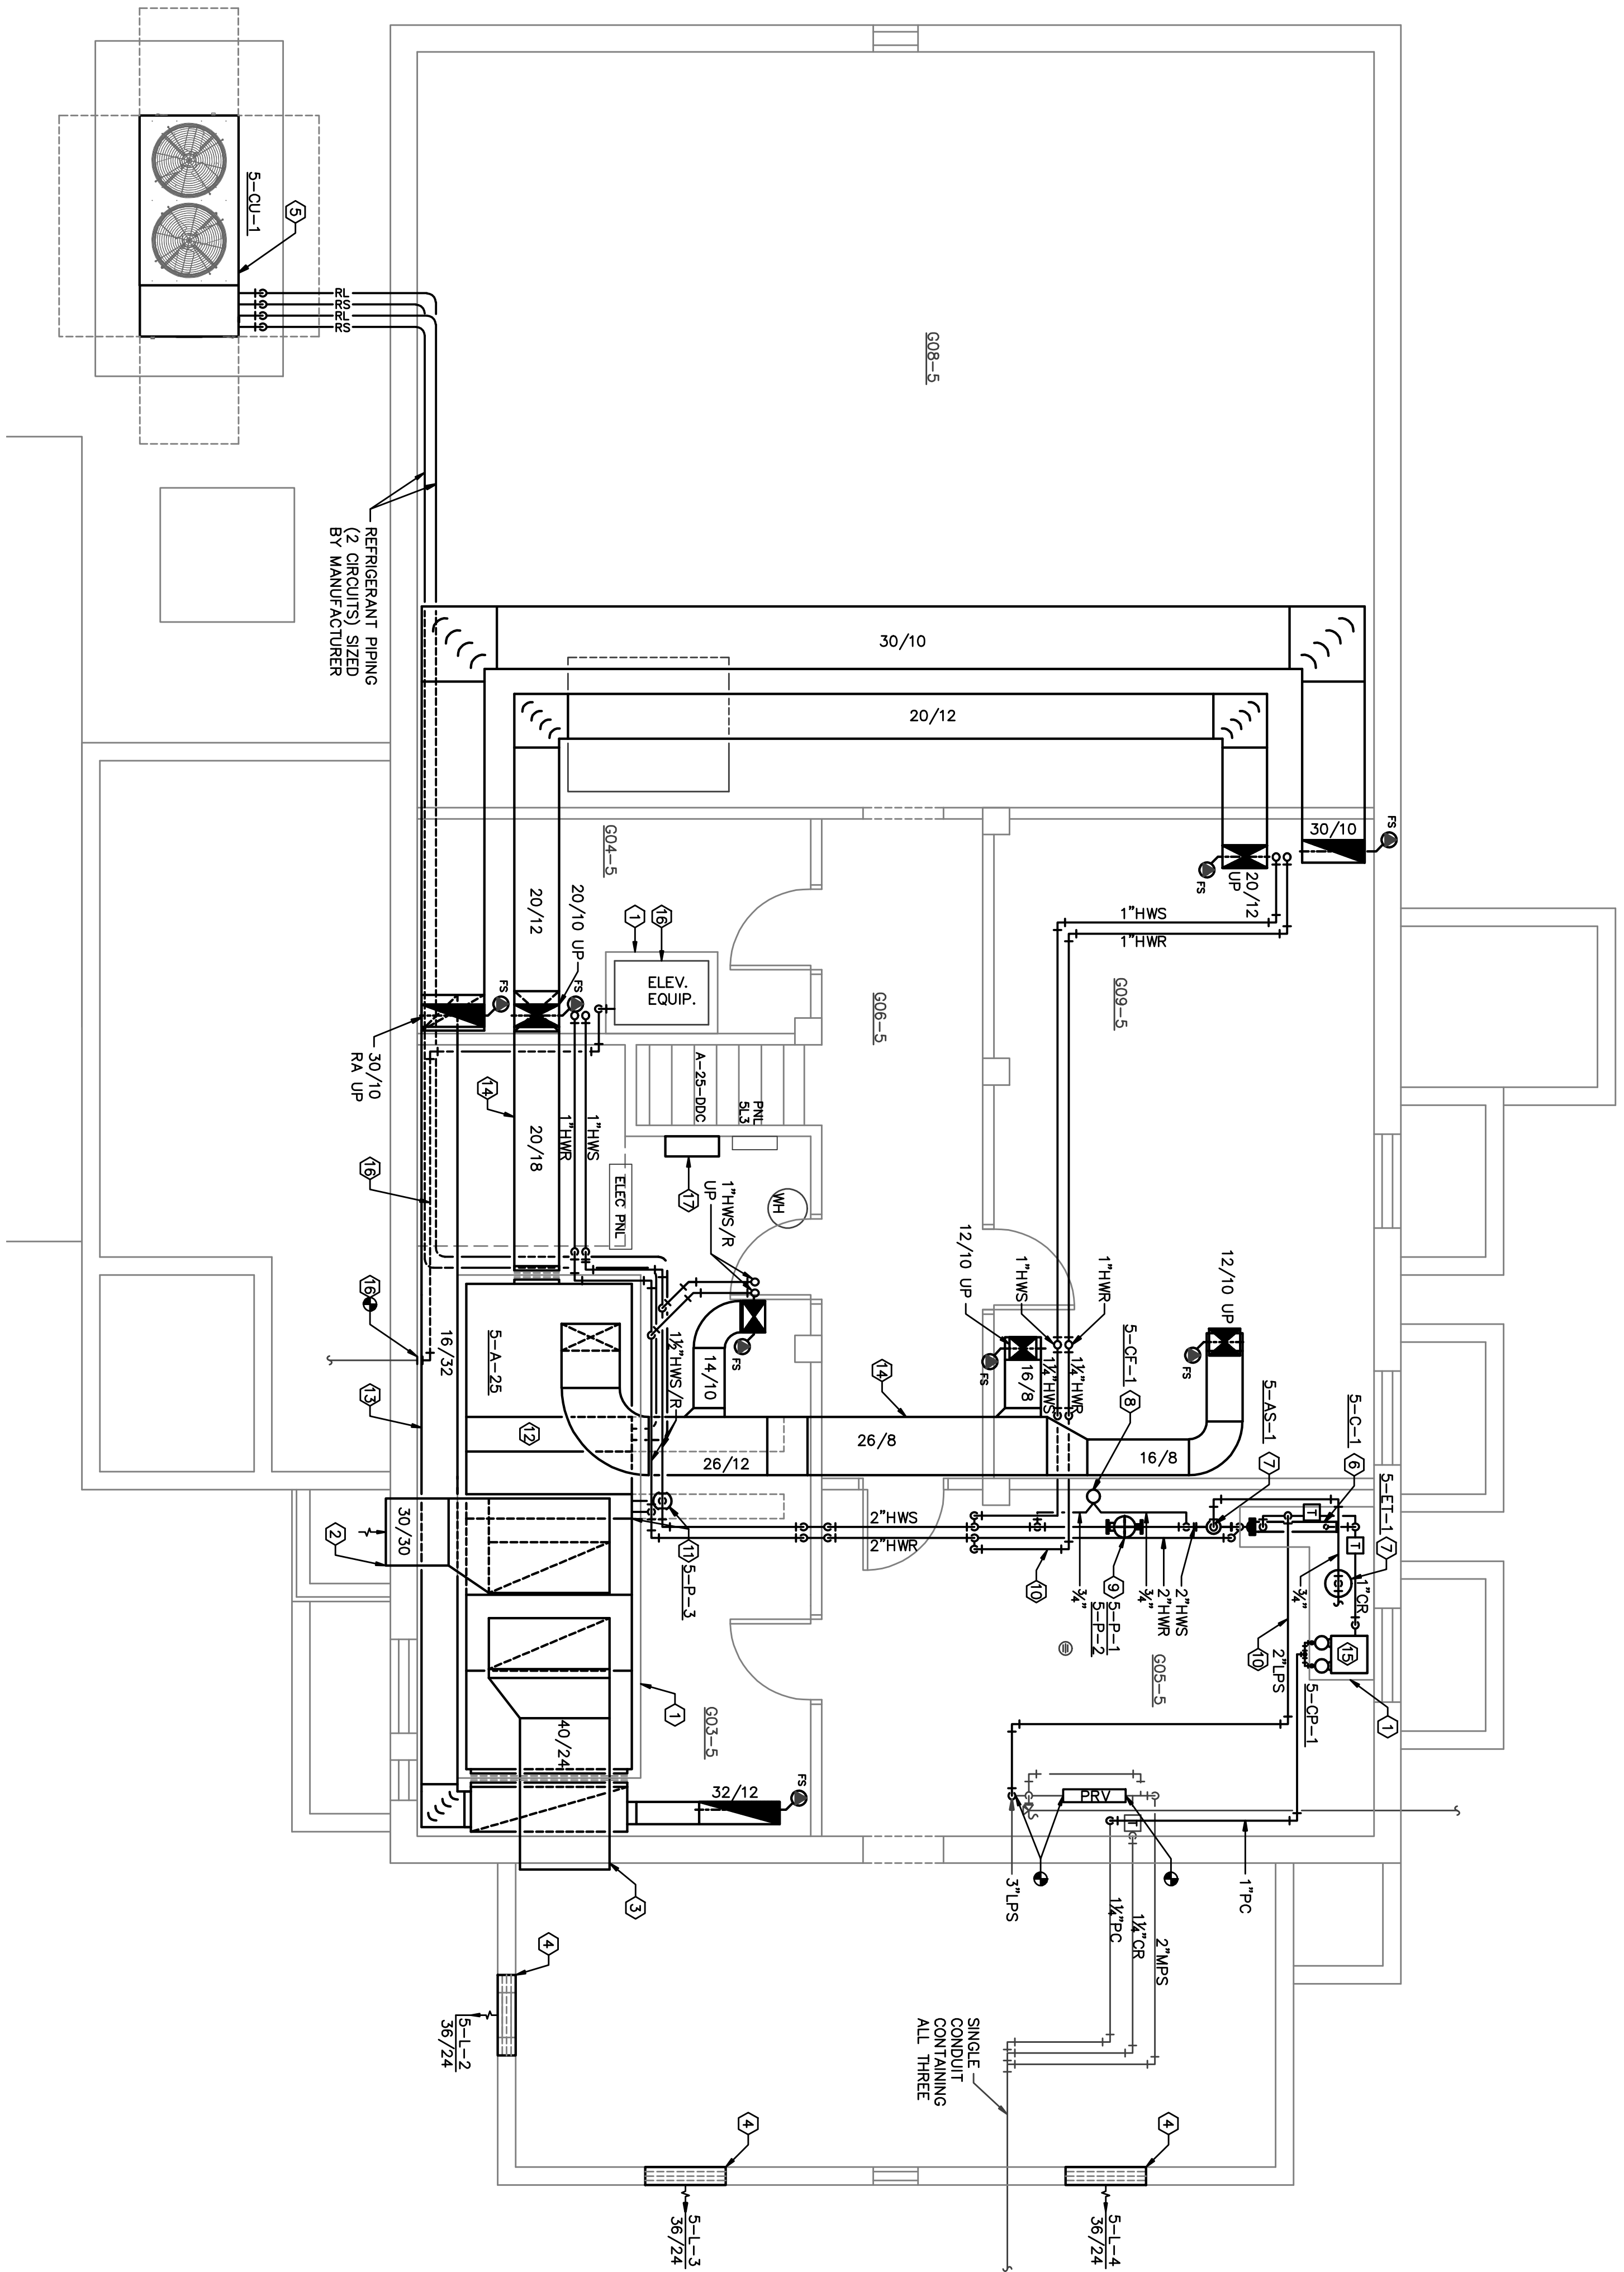 5-CU-1
5
RL
RS
RL
RS
REFRIGERANT PIPING
(2 CIRCUITS) SIZED
BY MANUFACTURER
G08-5
30/10
20/12
30/10
FS
FS
20/12
UP
1"HWS
1"HWR
G04-5
20/12
20/10 UP
1
16
ELEV.
EQUIP.
G06-5
G09-5
FS
FS
30/10
RA UP
14
20/18
1"HWR
1"HWS
A-25-DDC
PNL
5L3
ELEC PNL
17
WH
1"HWS/R
UP
16
16
16/32
13
5-A-25
12
1½"HWS/R
14/10
FS
14
12/10 UP
1"HWS
1"HWR
12/10 UP
16/8
FS
FS
1¼"HWS
1¼"HWR
5-CF-1
8
26/12
26/8
16/8
5-AS-1
7
5-C-1
6
5-ET-1
7
T
T
30/30
2
11
5-P-3
2"HWS
2"HWR
10
¾"
9
5-P-1
5-P-2
¾"
2"HWR
2"HWS
¾"
1"CR
10
2"LPS
15
5-CP-1
1
G05-5
1
G03-5
40/24
32/12
FS
3
PRV
T
3"LPS
1¼"PC
1¼"CR
2"MPS
1"PC
4
5-L-2
36/24
SINGLE
CONDUIT
CONTAINING
ALL THREE
4
5-L-3
36/24
4
5-L-4
36/24